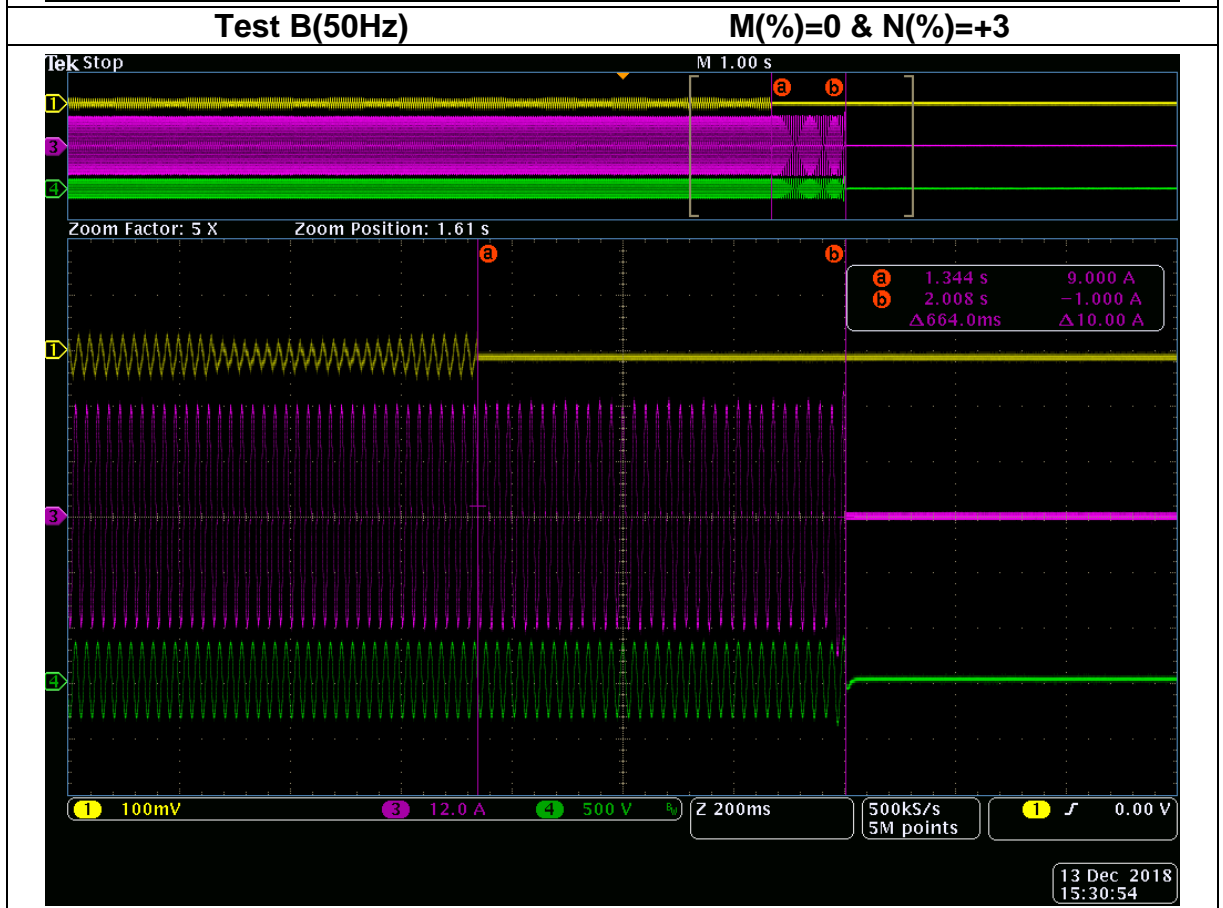 Test B(50Hz) M(%)=0 & N(%)=+3
Tek Stop M 1.00 s
a b
1
3
4
Zoom Factor: 5 X Zoom Position: 1.61 s
a b
a 1.344 s 9.000 A
b 2.008 s −1.000 A
Δ664.0ms Δ10.00 A
1
3
4
1 100mV 3 12.0 A 4 500 V BW Z 200ms 500kS/s 1 0.00 V
5M points
13 Dec 2018
15:30:54